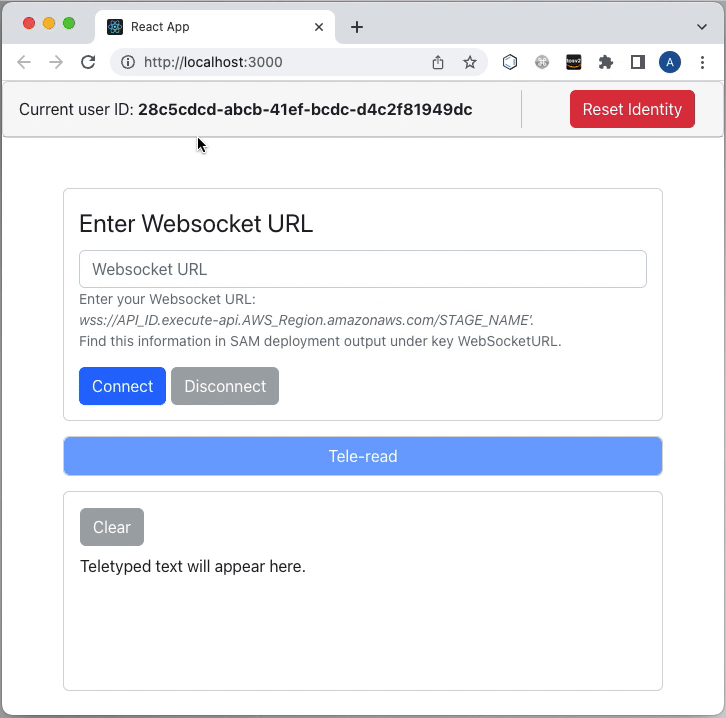 React App
http://localhost:3000
A
Current user ID: 28c5cdcd-abcb-41ef-bcdc-d4c2f81949dc
Reset Identity
Enter Websocket URL
Websocket URL
Enter your Websocket URL:
wss://API_ID.execute-api.AWS_Region.amazonaws.com/STAGE_NAME'.
Find this information in SAM deployment output under key WebSocketURL.
Connect Disconnect
Tele-read
Clear
Teletyped text will appear here.